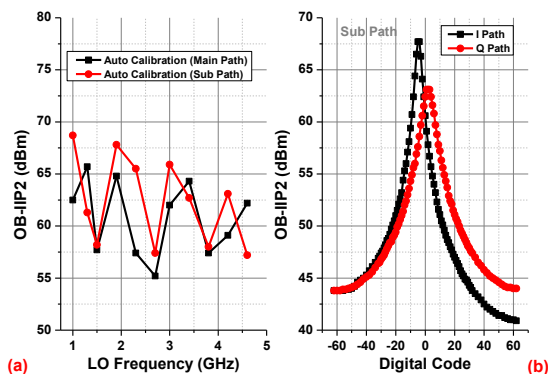 80
75
70
65
60
55
50
OB-IIP2 (dBm)
Auto Calibration (Main Path)
Auto Calibration (Sub Path)
1
2
3
4
5
LO Frequency (GHz)
(a)
70
65
60
55
50
45
40
OB-IIP2 (dBm)
Sub Path
I Path
Q Path
-60
-40
-20
0
20
40
60
Digital Code
(b)